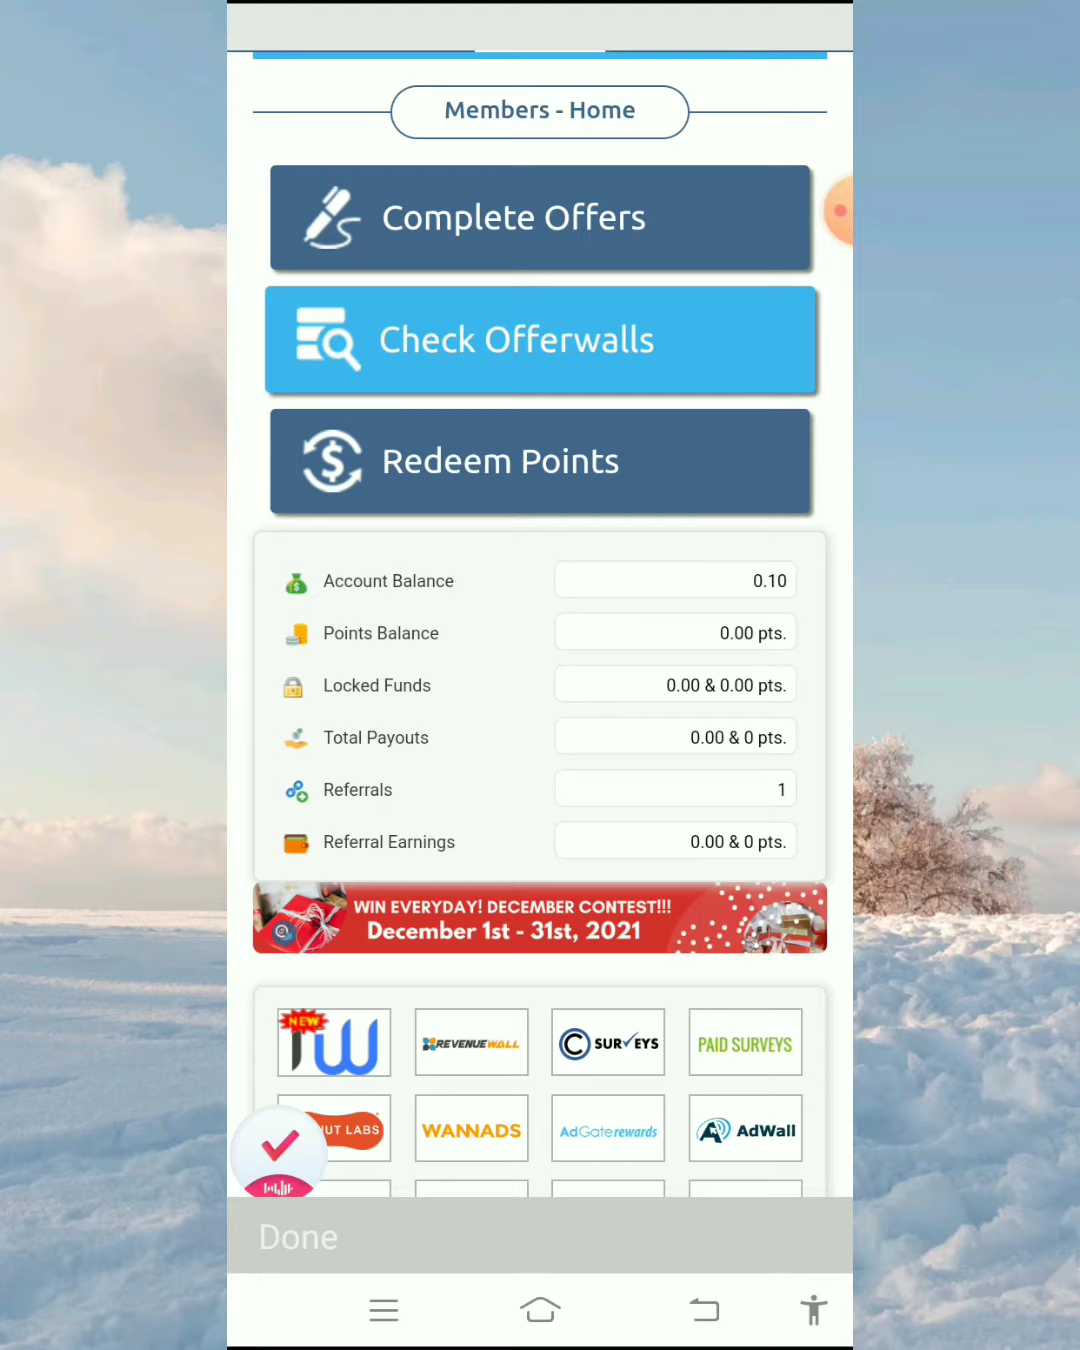 Members - Home
Complete Offers
Check Offerwalls
Redeem Points
Account Balance 0.10
Points Balance 0.00 pts.
Locked Funds 0.00 & 0.00 pts.
Total Payouts 0.00 & 0 pts.
Referrals 1
Referral Earnings 0.00 & 0 pts.
WIN EVERYDAY! DECEMBER CONTEST!!!
December 1st - 31st, 2021
NEW
REVENUEWALL
C SURVEYS
PAID SURVEYS
UT LABS
WANNADS
AdGaterewards
AdWall
Done